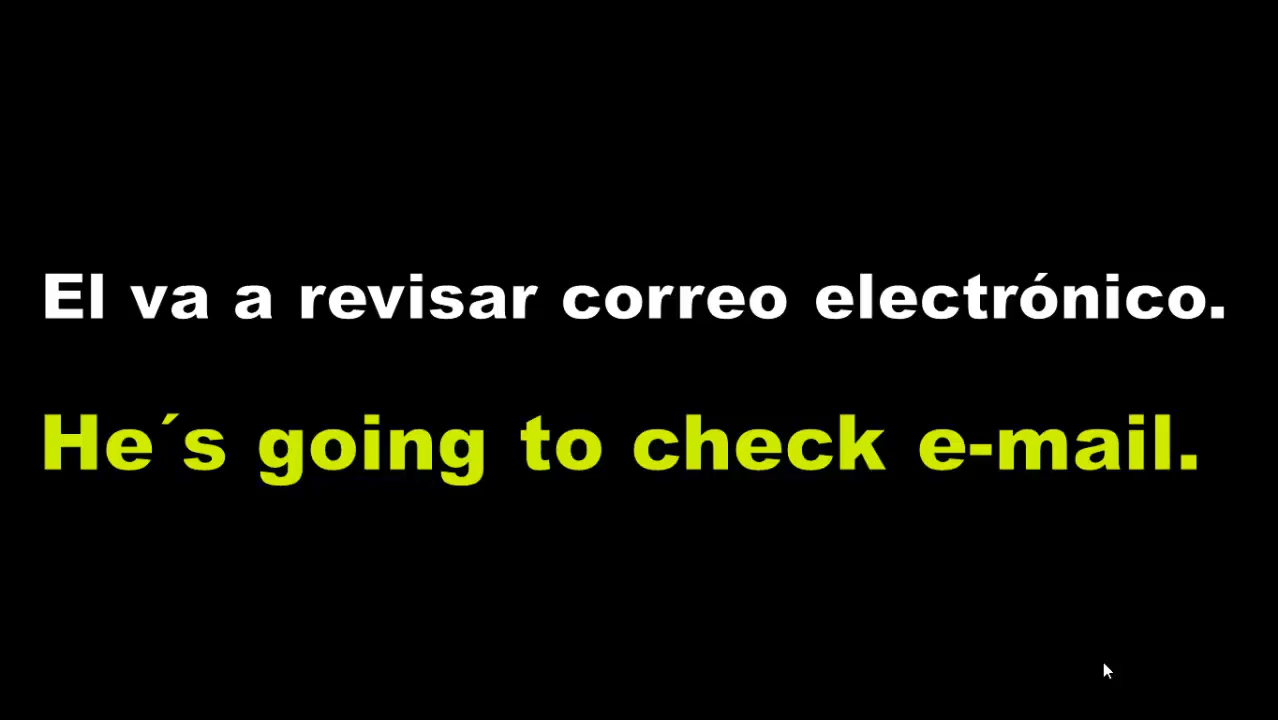 El va a revisar correo electrónico.
He´s going to check e-mail.